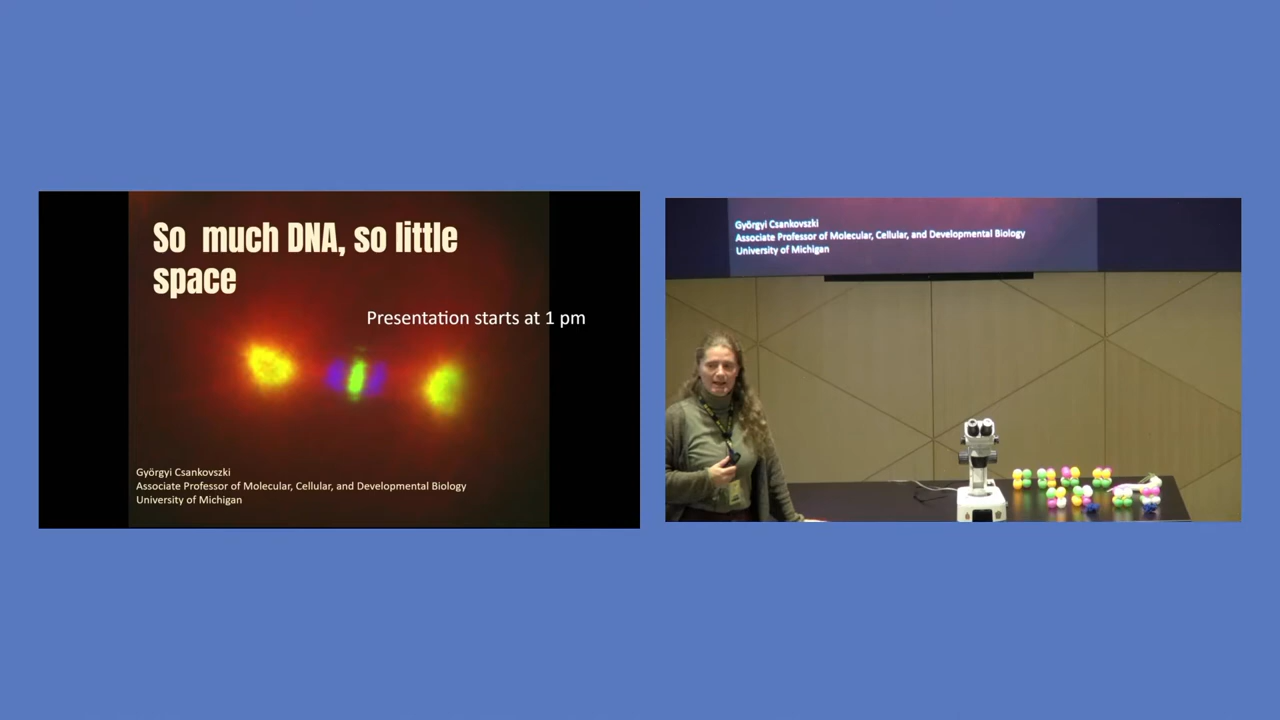 So  much DNA, so little
space
Presentation starts at 1 pm
Györgyi Csankovszki
Associate Professor of Molecular, Cellular, and Developmental Biology
University of Michigan
Györgyi Csankovszki
Associate Professor of Molecular, Cellular, and Developmental Biology
University of Michigan